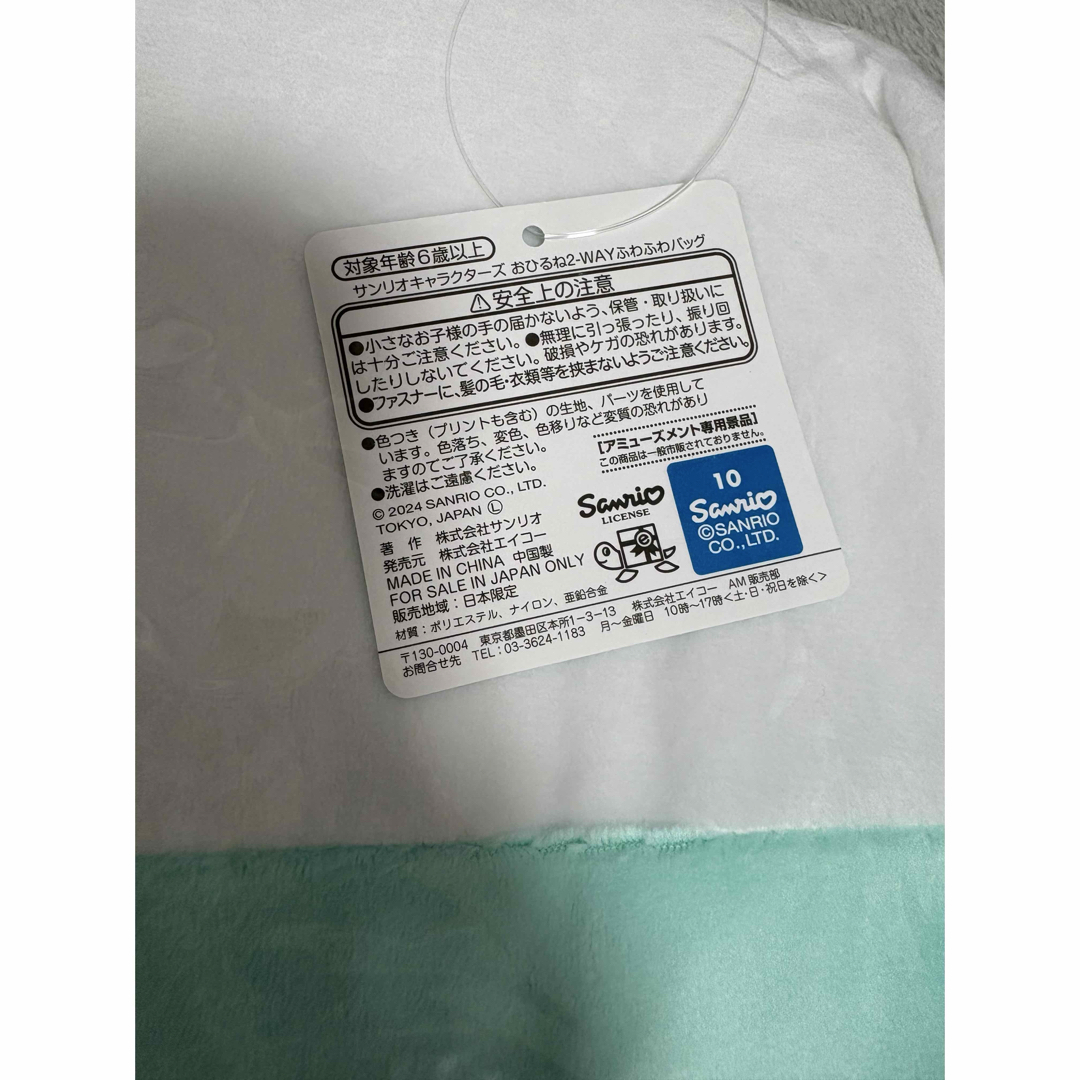 対象年齢6歳以上
サンリオキャラクターズ おひるね2-WAYふわふわバッグ
⚠安全上の注意
●小さなお子様の手の届かないよう、保管・取り扱いに
は十分ご注意ください。●無理に引っ張ったり、振り回
したりしないでください。破損やケガの恐れがあります。
●ファスナーに、髪の毛・衣類等を挟まないようご注意ください。
●色つき（プリントも含む）の生地、パーツを使用して
います。色落ち、変色、色移りなど変質の恐れがあり
ますのでご了承ください。
●洗濯はご遠慮ください。
【アミューズメント専用景品】
この商品は一般市販されておりません。
© 2024 SANRIO CO., LTD.
TOKYO, JAPAN Ⓛ
著 作 株式会社サンリオ
発売元 株式会社エイコー
MADE IN CHINA 中国製
FOR SALE IN JAPAN ONLY
販売地域：日本限定
Sanrio
LICENSE
10
Sanrio
©SANRIO
CO.,LTD.
材質：ポリエステル、ナイロン、亜鉛合金
株式会社エイコー AM販売部
〒130-0004 東京都墨田区本所1-3-13
お問合せ先 TEL：03-3624-1183 月～金曜日 10時～17時＜土・日・祝日を除く＞